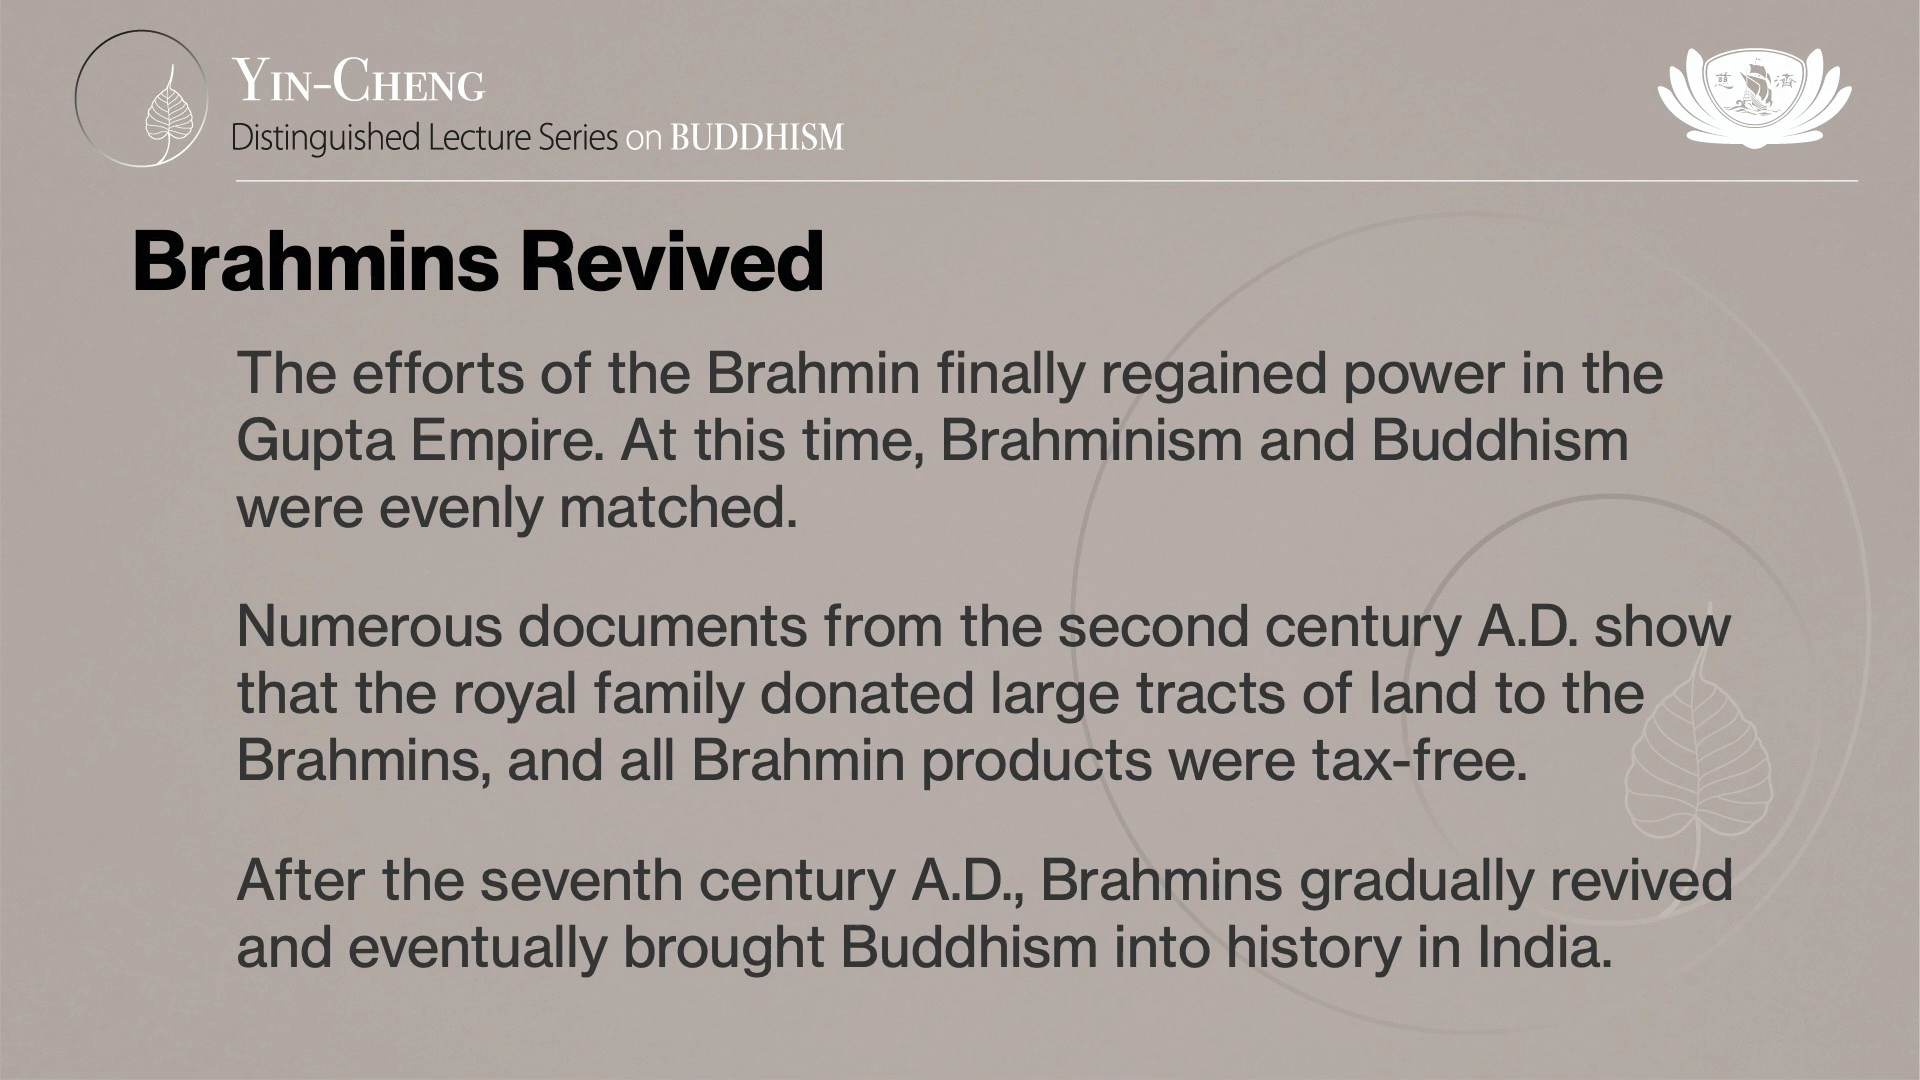 YIN-CHENG
Distinguished Lecture Series on BUDDHISM
慈 濟
Brahmins Revived
The efforts of the Brahmin finally regained power in the
Gupta Empire. At this time, Brahminism and Buddhism
were evenly matched.
Numerous documents from the second century A.D. show
that the royal family donated large tracts of land to the
Brahmins, and all Brahmin products were tax-free.
After the seventh century A.D., Brahmins gradually revived
and eventually brought Buddhism into history in India.